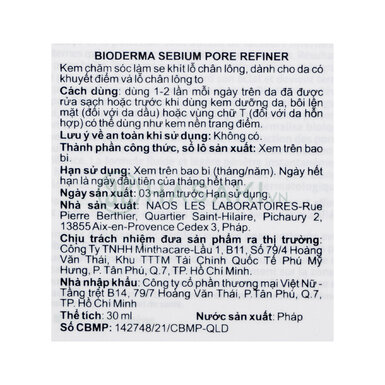 BIODERMA SEBIUM PORE REFINER
Kem chăm sóc làm se khít lỗ chân lông, dành cho da có
khuyết điểm và lỗ chân lông to
Cách dùng: dùng 1-2 lần mỗi ngày trên da đã được
rửa sạch hoặc trước khi dùng kem dưỡng da, bôi lên
mặt (đối với da dầu) hoặc vùng chữ T (đối với da hỗn
hợp) có thể dùng như kem nền trang điểm.
Lưu ý về an toàn khi sử dụng: Không có.
Thành phần công thức, số lô sản xuất: Xem trên bao
bì.
Hạn sử dụng: Xem trên bao bì (tháng/năm). Ngày hết
hạn là ngày đầu tiên của tháng hết hạn.
Ngày sản xuất: 03 năm trước Hạn sử dụng.
Nhà sản xuất: NAOS LES LABORATOIRES-Rue
Pierre Berthier, Quartier Saint-Hilaire, Pichaury 2,
13855 Aix-en-Provence Cedex 3, Pháp.
Chịu trách nhiệm đưa sản phẩm ra thị trường:
Công Ty TNHH Minthacare-Lầu 1, B11, Số 79/4 Hoàng
Văn Thái, Khu TTTM Tài Chính Quốc Tế Phú Mỹ
Hưng, P. Tân Phú, Q.7, TP. Hồ Chí Minh.
Nhà nhập khẩu: Công ty cổ phần thương mại Việt Nữ -
Tầng trệt B14, 79/7 Hoàng Văn Thái, P.Tân Phú, Q.7,
TP. Hồ Chí Minh
Thể tích: 30 ml Nước sản xuất: Pháp
Số CBMP: 142748/21/CBMP-QLD